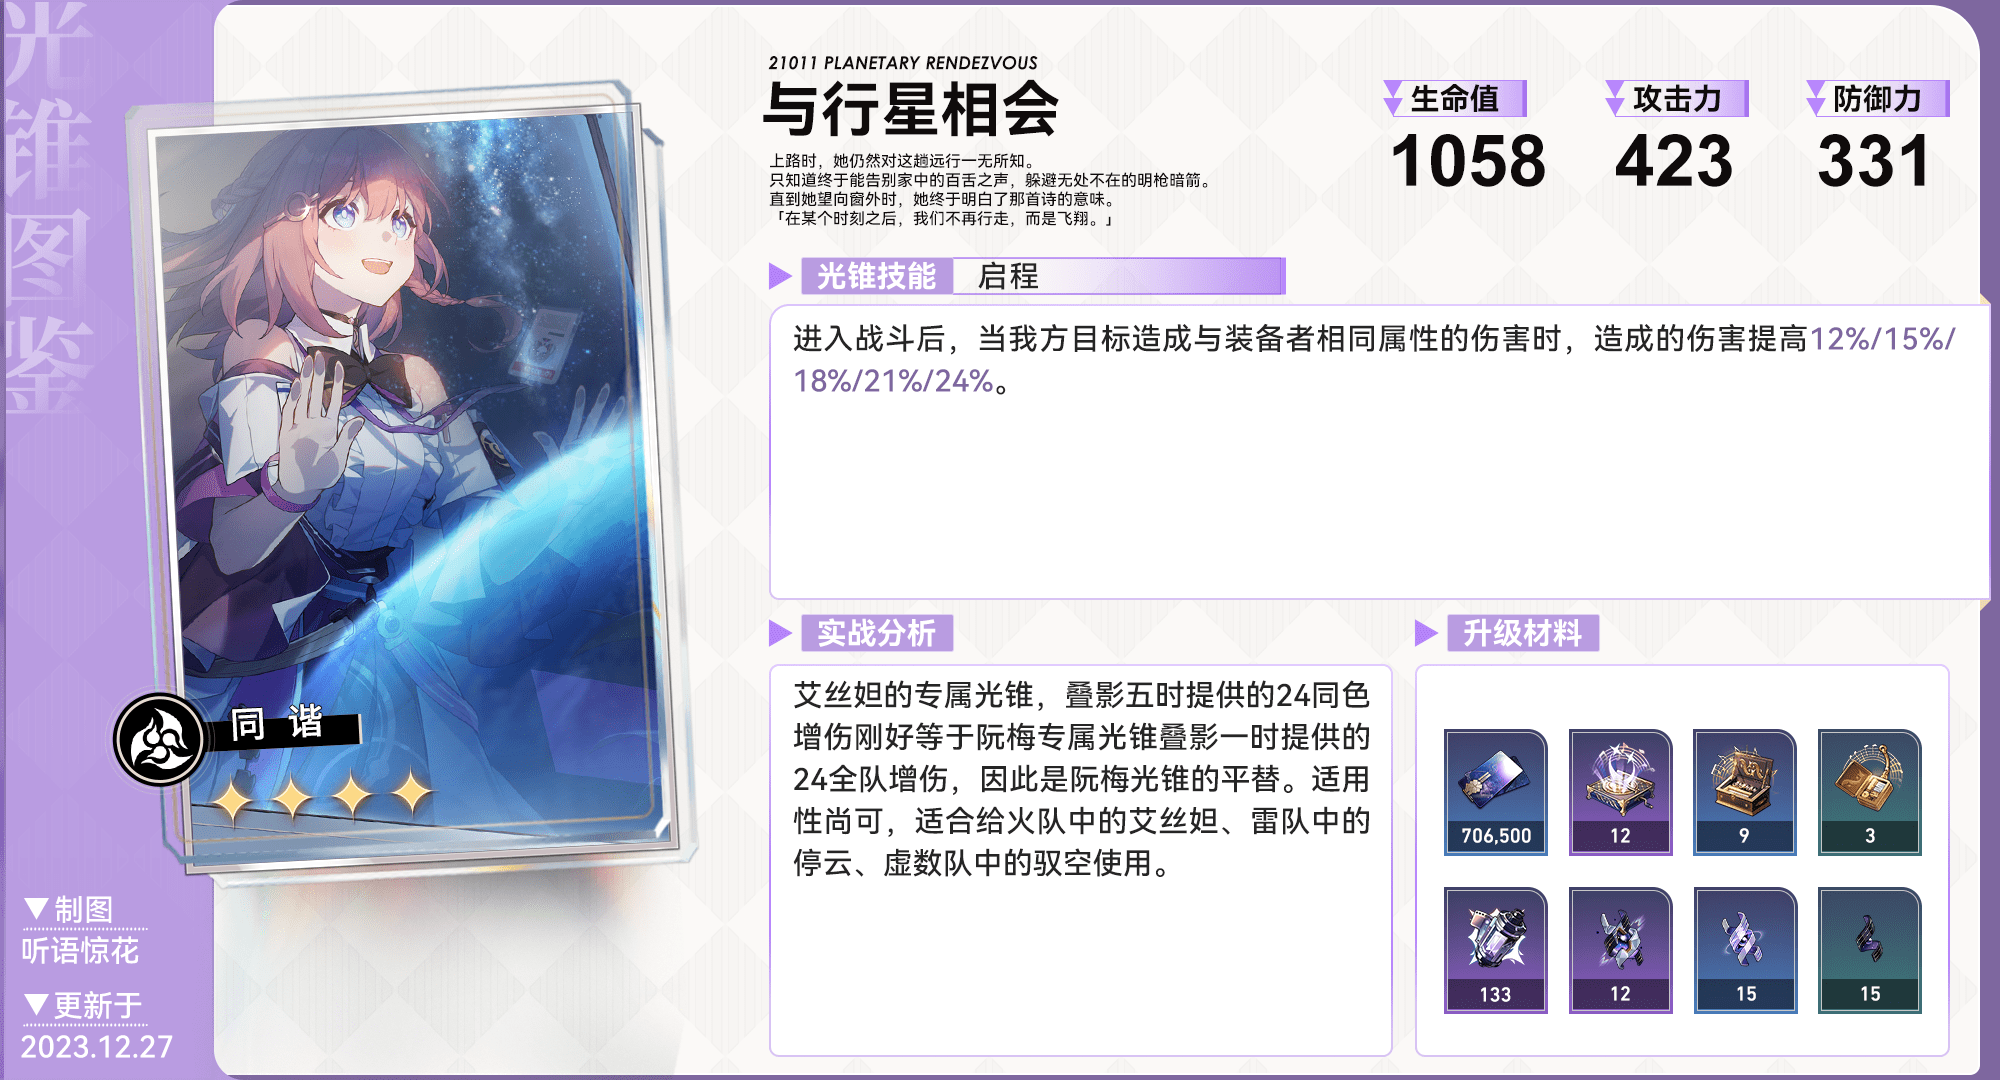 光锥图鉴
21011 PLANETARY RENDEZVOUS
与行星相会
上路时，她仍然对这趟远行一无所知。
只知道终于能告别家中的百舌之声，躲避无处不在的明枪暗箭。
直到她望向窗外时，她终于明白了那首诗的意味。
「在某个时刻之后，我们不再行走，而是飞翔。」
生命值
1058
攻击力
423
防御力
331
光锥技能
启程
进入战斗后，当我方目标造成与装备者相同属性的伤害时，造成的伤害提高12%/15%/
18%/21%/24%。
同谐
实战分析
艾丝妲的专属光锥，叠影五时提供的24同色
增伤刚好等于阮梅专属光锥叠影一时提供的
24全队增伤，因此是阮梅光锥的平替。适用
性尚可，适合给火队中的艾丝妲、雷队中的
停云、虚数队中的驭空使用。
升级材料
706,500
12
9
3
133
12
15
15
▼制图
听语惊花
▼更新于
2023.12.27